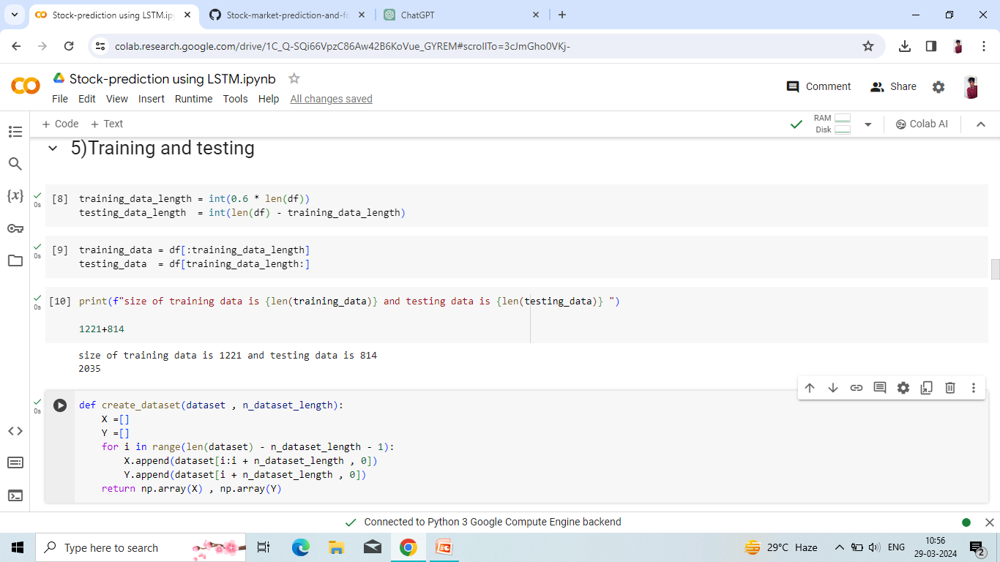 Stock-prediction using LSTM.ip
Stock-market-prediction-and-fo
ChatGPT
colab.research.google.com/drive/1C_Q-SQi66VpzC86Aw42B6KoVue_GYREM#scrollTo=3cJmGho0VKj-
Stock-prediction using LSTM.ipynb
File Edit View Insert Runtime Tools Help All changes saved
Comment Share
+ Code + Text
RAM
Disk
Colab AI
5)Training and testing
[8] training_data_length = int(0.6 * len(df))
0s
testing_data_length  = int(len(df) - training_data_length)
[9] training_data = df[:training_data_length]
0s
testing_data  = df[training_data_length:]
[10] print(f"size of training data is {len(training_data)} and testing data is {len(testing_data)} ")
0s
1221+814
size of training data is 1221 and testing data is 814
2035
def create_dataset(dataset , n_dataset_length):
0s
    X =[]
    Y =[]
    for i in range(len(dataset) - n_dataset_length - 1):
        X.append(dataset[i:i + n_dataset_length , 0])
        Y.append(dataset[i + n_dataset_length , 0])
    return np.array(X) , np.array(Y)
{x}
Connected to Python 3 Google Compute Engine backend
Type here to search
29°C Haze
ENG
10:56
29-03-2024
2